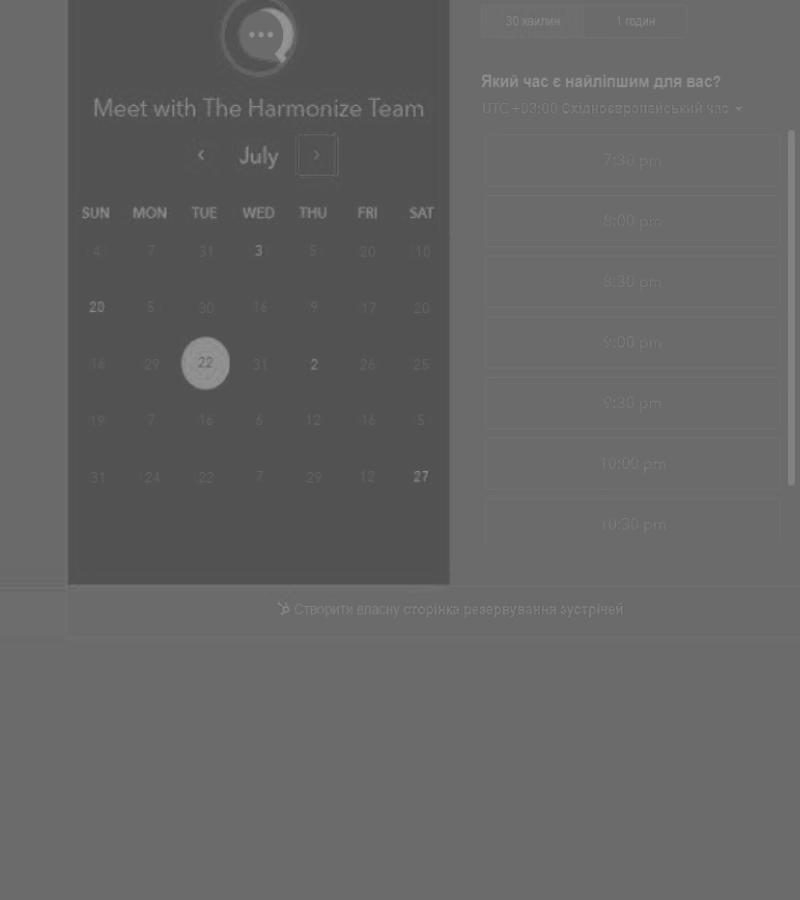 Meet with The Harmonize Team
July
SUN MON TUE WED THU FRI SAT
4 7 31 3 5 20 10
20 5 30 16 9 17 20
16 29 22 31 2 26 25
19 7 16 6 12 16 5
31 24 22 7 29 12 27
30 хвилин 1 годин
Який час є найліпшим для вас?
UTC +03:00 Східноєвропейський час
7:30 pm
8:00 pm
8:30 pm
9:00 pm
9:30 pm
10:00 pm
10:30 pm
Створити власну сторінка резервування зустрічей